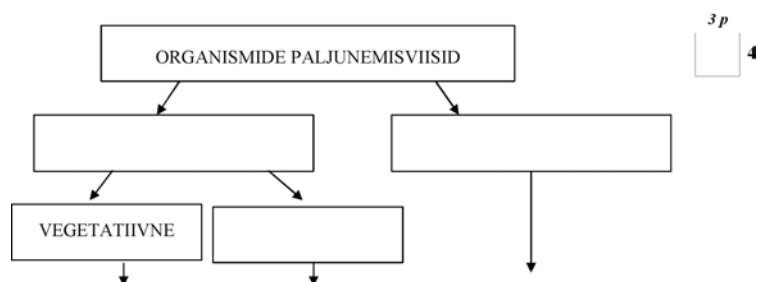 3 p
4
ORGANISMIDE PALJUNEMISVIISID
VEGETATIIVNE